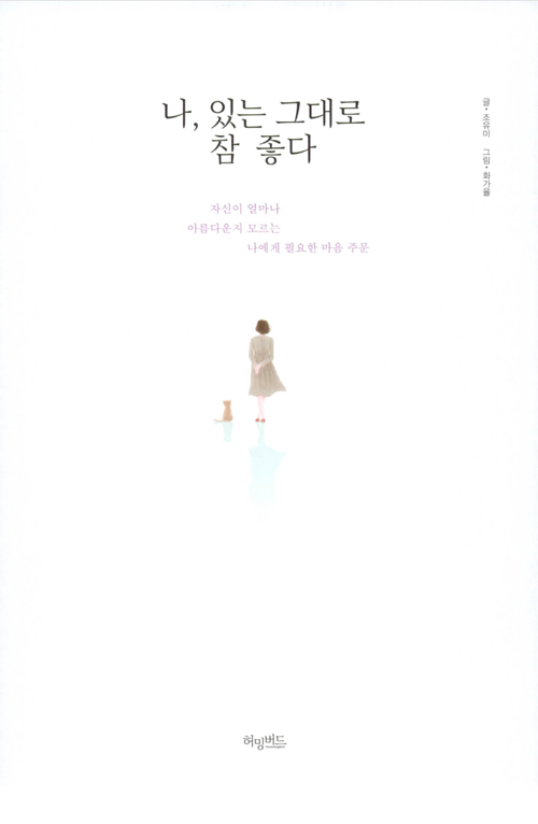 나, 있는 그대로
참 좋다
글·조유미 그림·화가율
자신이 얼마나
아름다운지 모르는
나에게 필요한 마음 주문
허밍버드